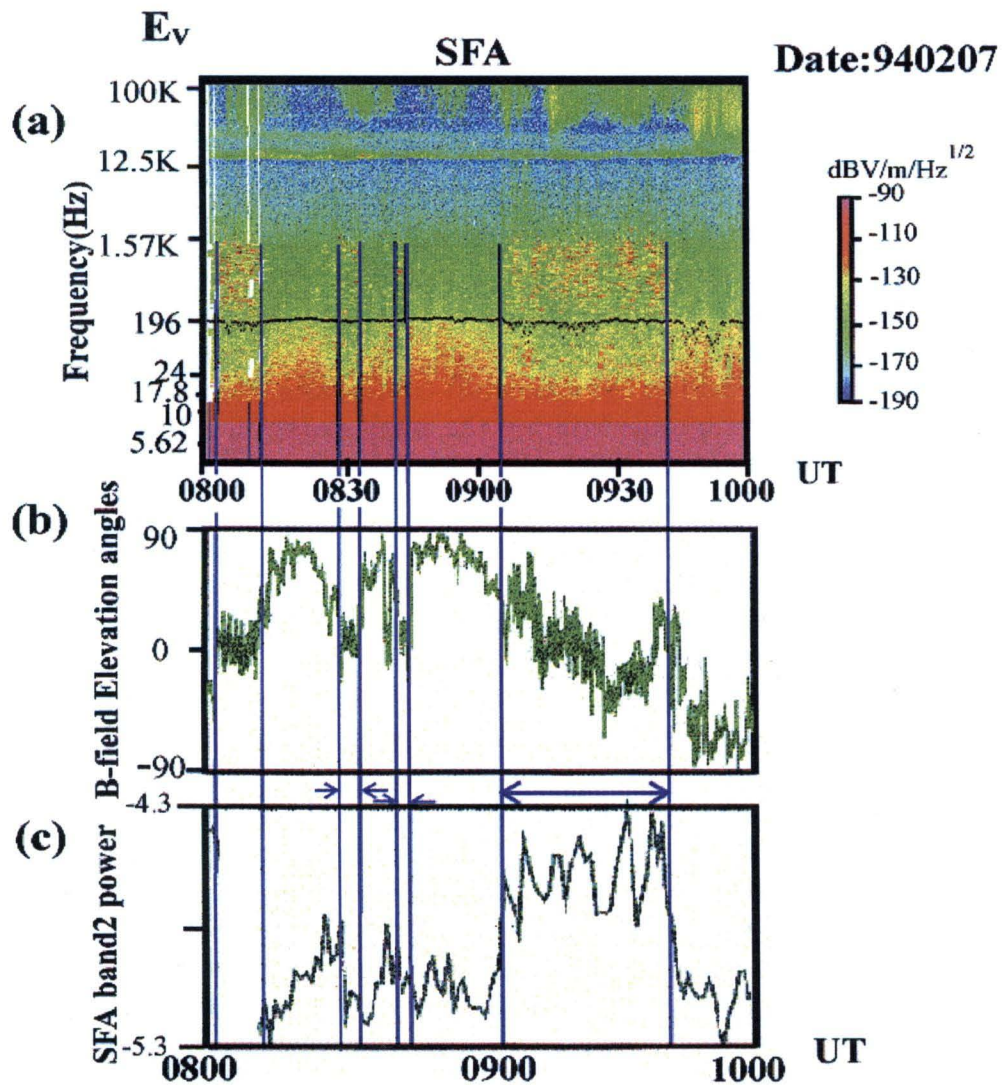 Ev
SFA
Date:940207
(a)
Frequency(Hz)
100K
12.5K
1.57K
196
24
17.8
10
5.62
0800
0830
0900
0930
1000
UT
dBV/m/Hz1/2
-90
-110
-130
-150
-170
-190
(b)
B-field Elevation angles
90
0
-90
(c)
SFA band2 power
-4.3
-5.3
0800
0900
1000
UT